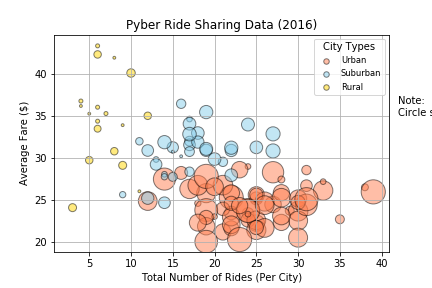 Pyber Ride Sharing Data (2016)
City Types
Urban
Suburban
Rural
Note:
Circle s
Average Fare ($)
40
35
30
25
20
5 10 15 20 25 30 35 40
Total Number of Rides (Per City)